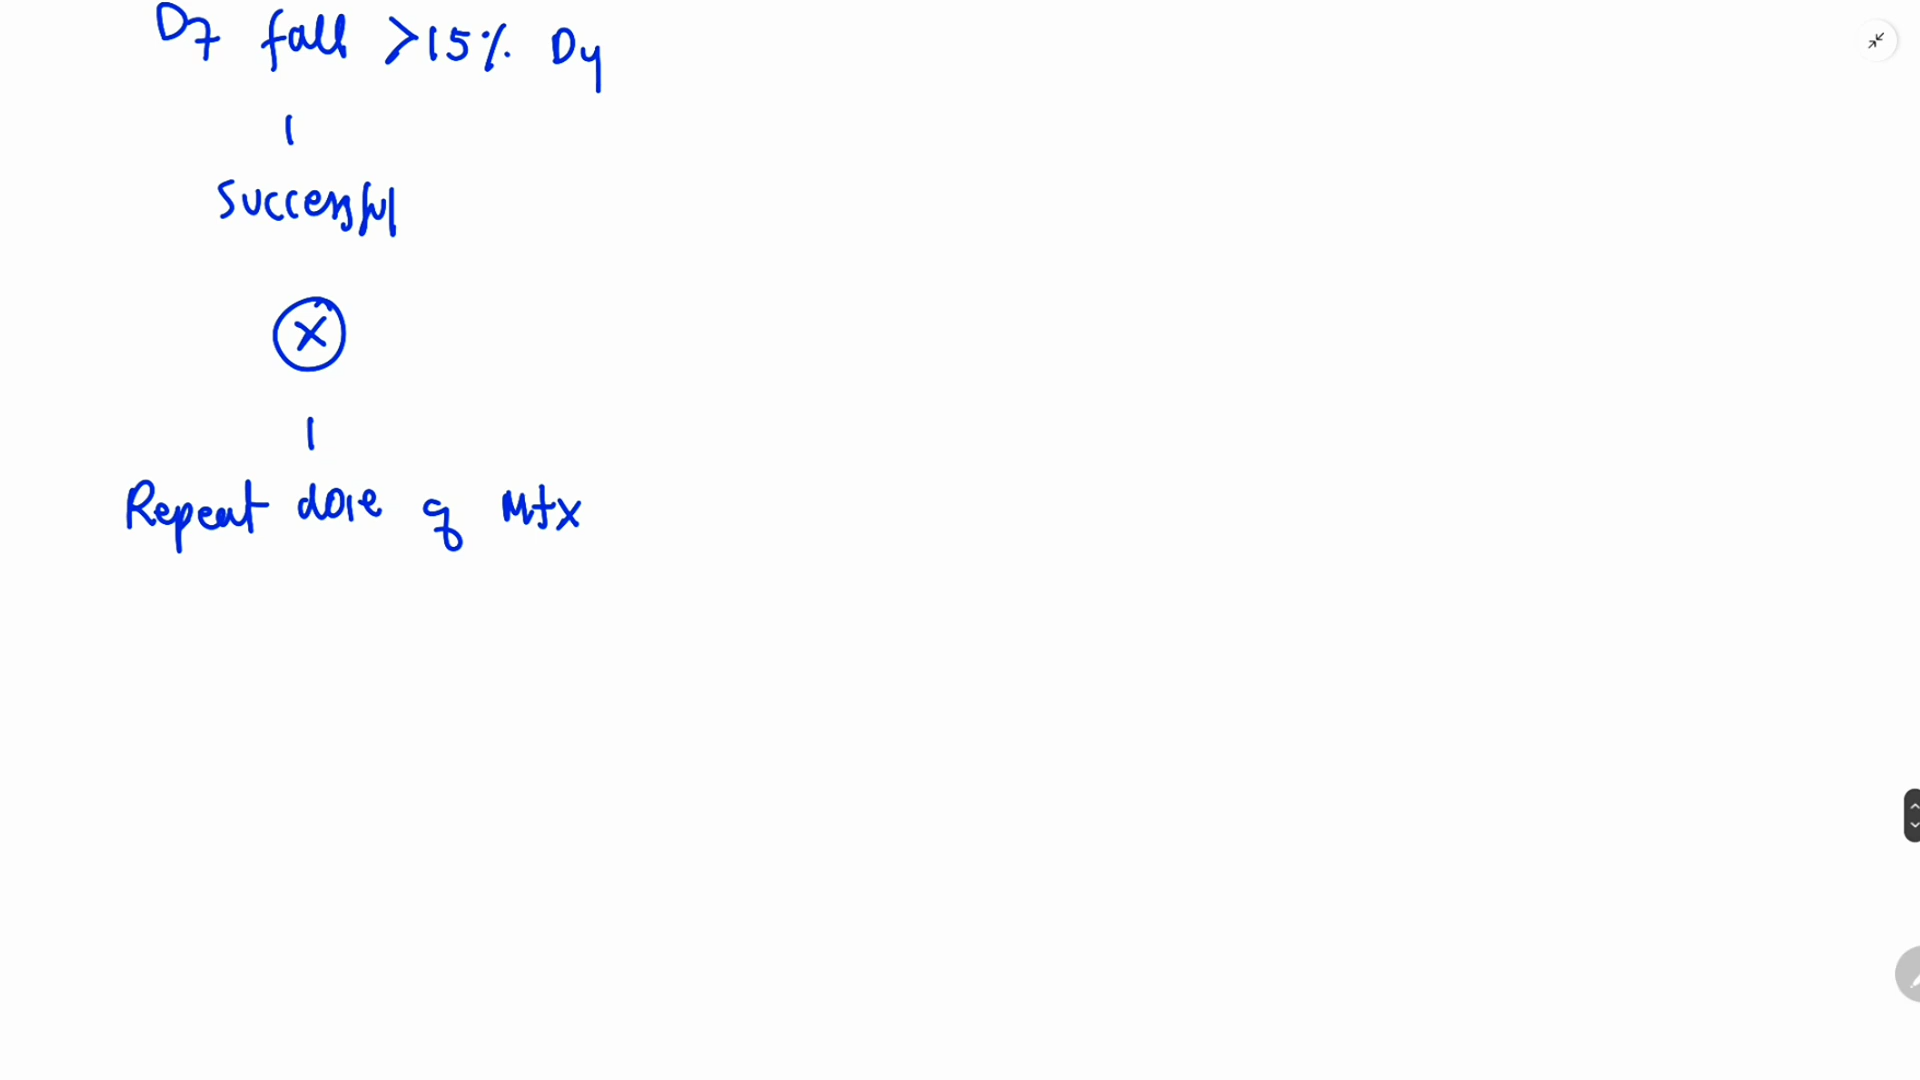 D7 fall >15% D4
Successful
X
Repeat dose of Mtx